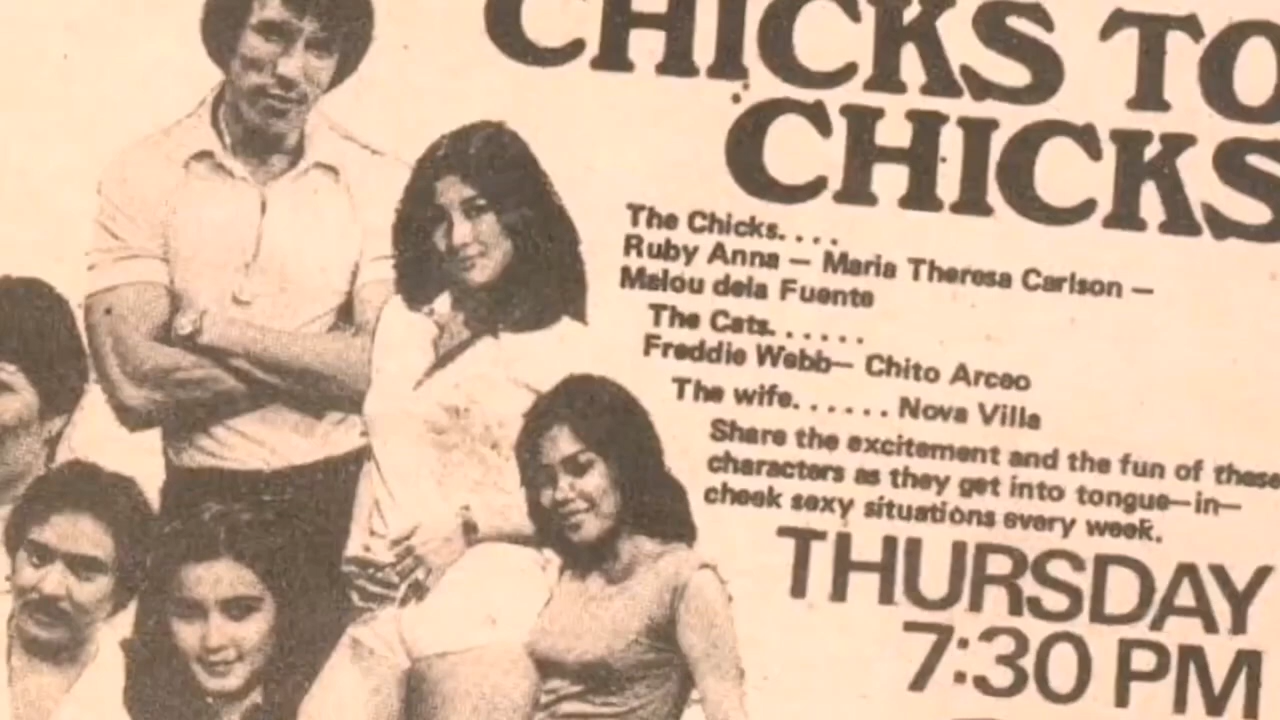 CHICKS TO
CHICKS
The Chicks. . . .
Ruby Anna — Maria Theresa Carlson —
Malou dela Fuente
The Cats. . . . . .
Freddie Webb— Chito Arceo
The wife. . . . . . Nova Villa
Share the excitement and the fun of these
characters as they get into tongue—in—
cheek sexy situations every week.
THURSDAY
7:30 PM